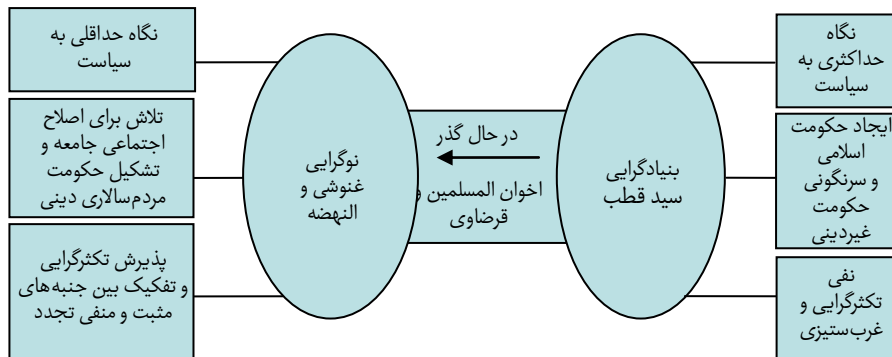 نگاه
حداکثری به
سیاست
ایجاد حکومت
اسلامی
و سرنگونی
حکومت
غیردینی
نفی
تکثرگرایی و
غرب‌ستیزی
بنیادگرایی
سید قطب
در حال گذر
اخوان المسلمین و
قرضاوی
نوگرایی
غنوشی و
النهضه
نگاه حداقلی به
سیاست
تلاش برای اصلاح
اجتماعی جامعه و
تشکیل حکومت
مردم‌سالاری دینی
پذیرش تکثرگرایی
و تفکیک بین جنبه‌های
مثبت و منفی تجدد